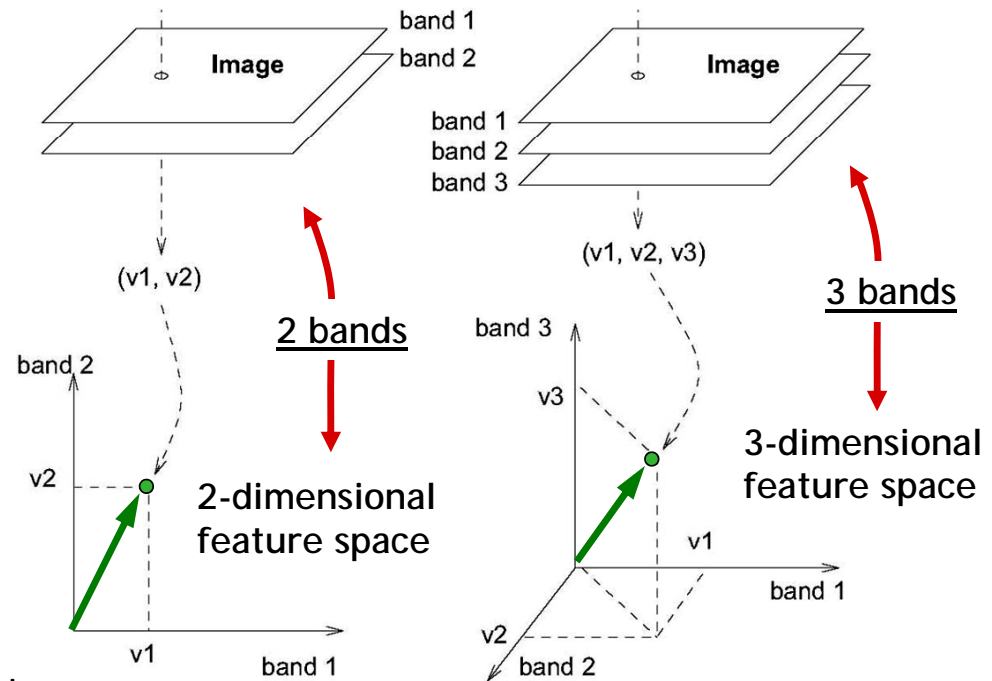 band 1
band 2
Image
(v1, v2)
2 bands
band 2
v2
2-dimensional
feature space
v1
band 1
Image
band 1
band 2
band 3
(v1, v2, v3)
3 bands
band 3
v3
3-dimensional
feature space
v1
band 1
v2
band 2